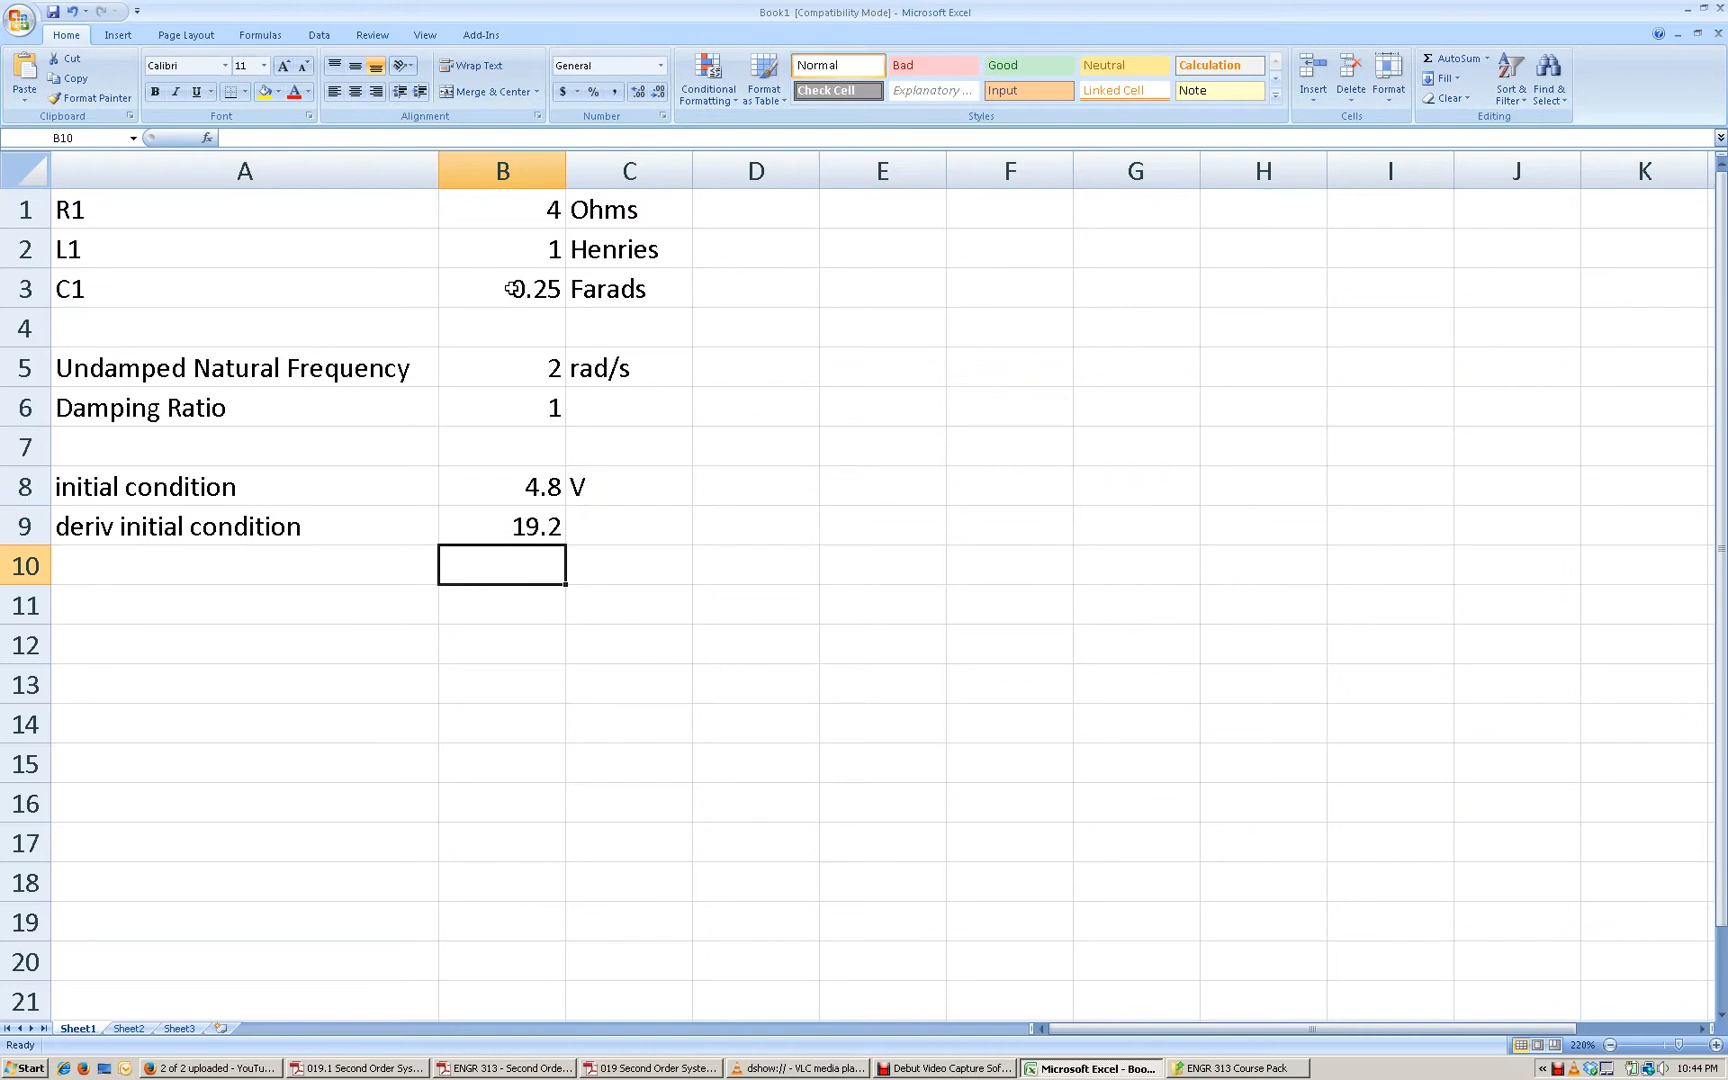 Book1 [Compatibility Mode] - Microsoft Excel
Home Insert Page Layout Formulas Data Review View Add-Ins
Cut
Copy
Format Painter
Paste
Clipboard
Calibri 11
B I U
Font
Wrap Text
Merge & Center
Alignment
General
$ % ,
Number
Conditional Formatting
Format as Table
Normal Bad Good Neutral Calculation
Check Cell Explanatory ... Input Linked Cell Note
Styles
Insert Delete Format
Cells
AutoSum
Fill
Clear
Sort & Filter
Find & Select
Editing
B10 fx
A B C D E F G H I J K
1 R1 4 Ohms
2 L1 1 Henries
3 C1 0.25 Farads
4
5 Undamped Natural Frequency 2 rad/s
6 Damping Ratio 1
7
8 initial condition 4.8 V
9 deriv initial condition 19.2
10
11
12
13
14
15
16
17
18
19
20
21
Sheet1 Sheet2 Sheet3
Ready 220%
Start 2 of 2 uploaded - YouTu... 019.1 Second Order Sys... ENGR 313 - Second Orde... 019 Second Order Syste... dshow:// - VLC media pla... Debut Video Capture Sof... Microsoft Excel - Boo... ENGR 313 Course Pack « 10:44 PM